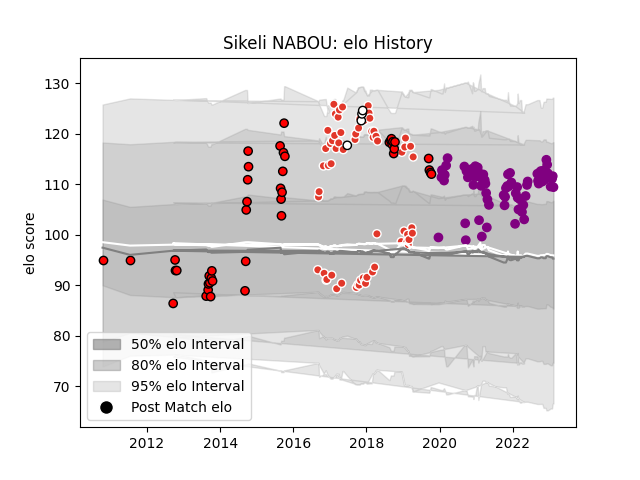 Sikeli NABOU: elo History
elo score
130
120
110
100
90
80
70
50% elo Interval
80% elo Interval
95% elo Interval
Post Match elo
2012 2014 2016 2018 2020 2022